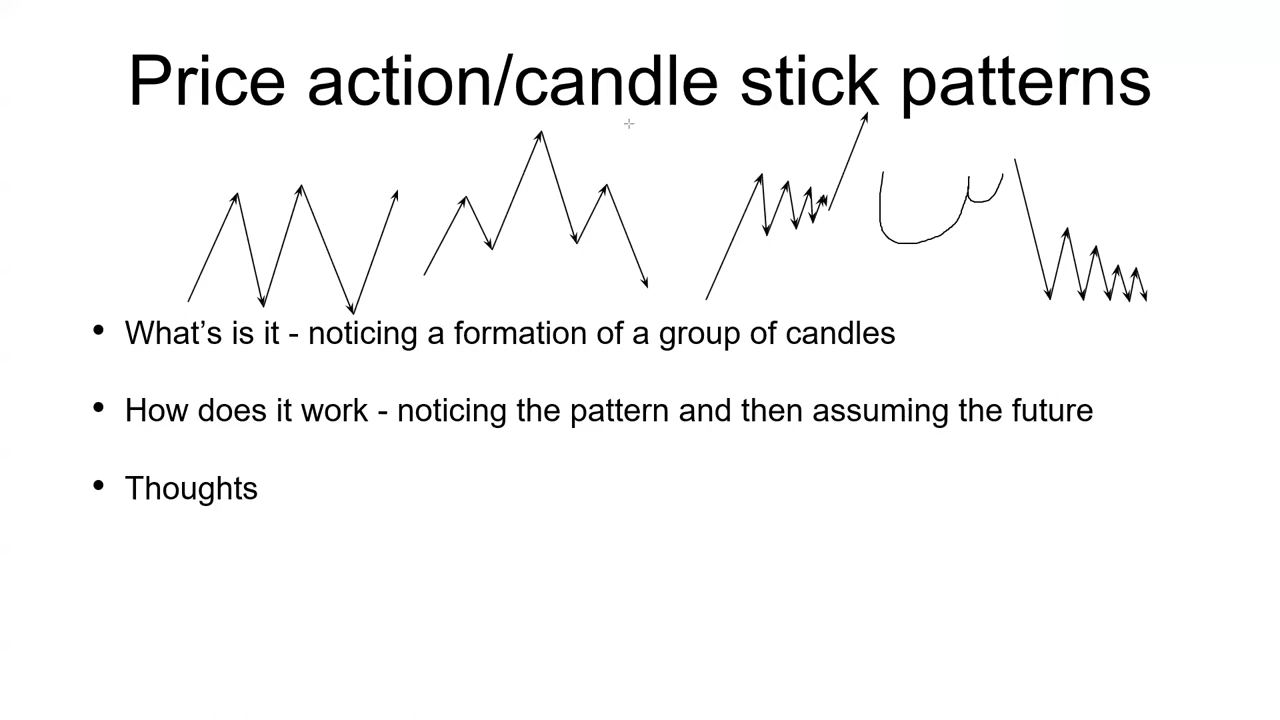 Price action/candle stick patterns
• What’s is it - noticing a formation of a group of candles
• How does it work - noticing the pattern and then assuming the future
• Thoughts